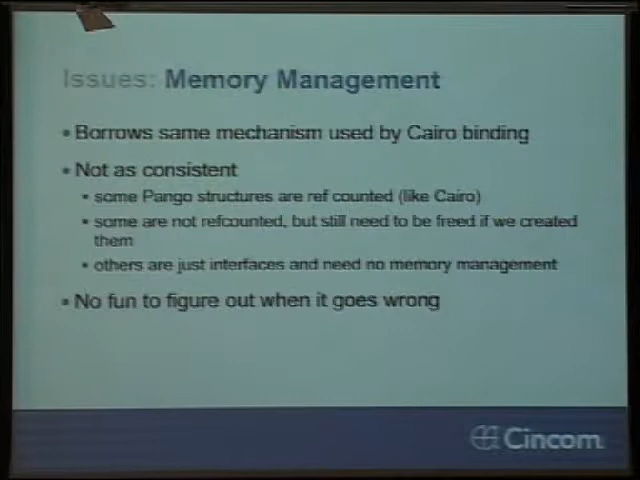 Issues: Memory Management
• Borrows same mechanism used by Cairo binding
• Not as consistent
• some Pango structures are ref counted (like Cairo)
• some are not refcounted, but still need to be freed if we created
them
• others are just interfaces and need no memory management
• No fun to figure out when it goes wrong
Cincom